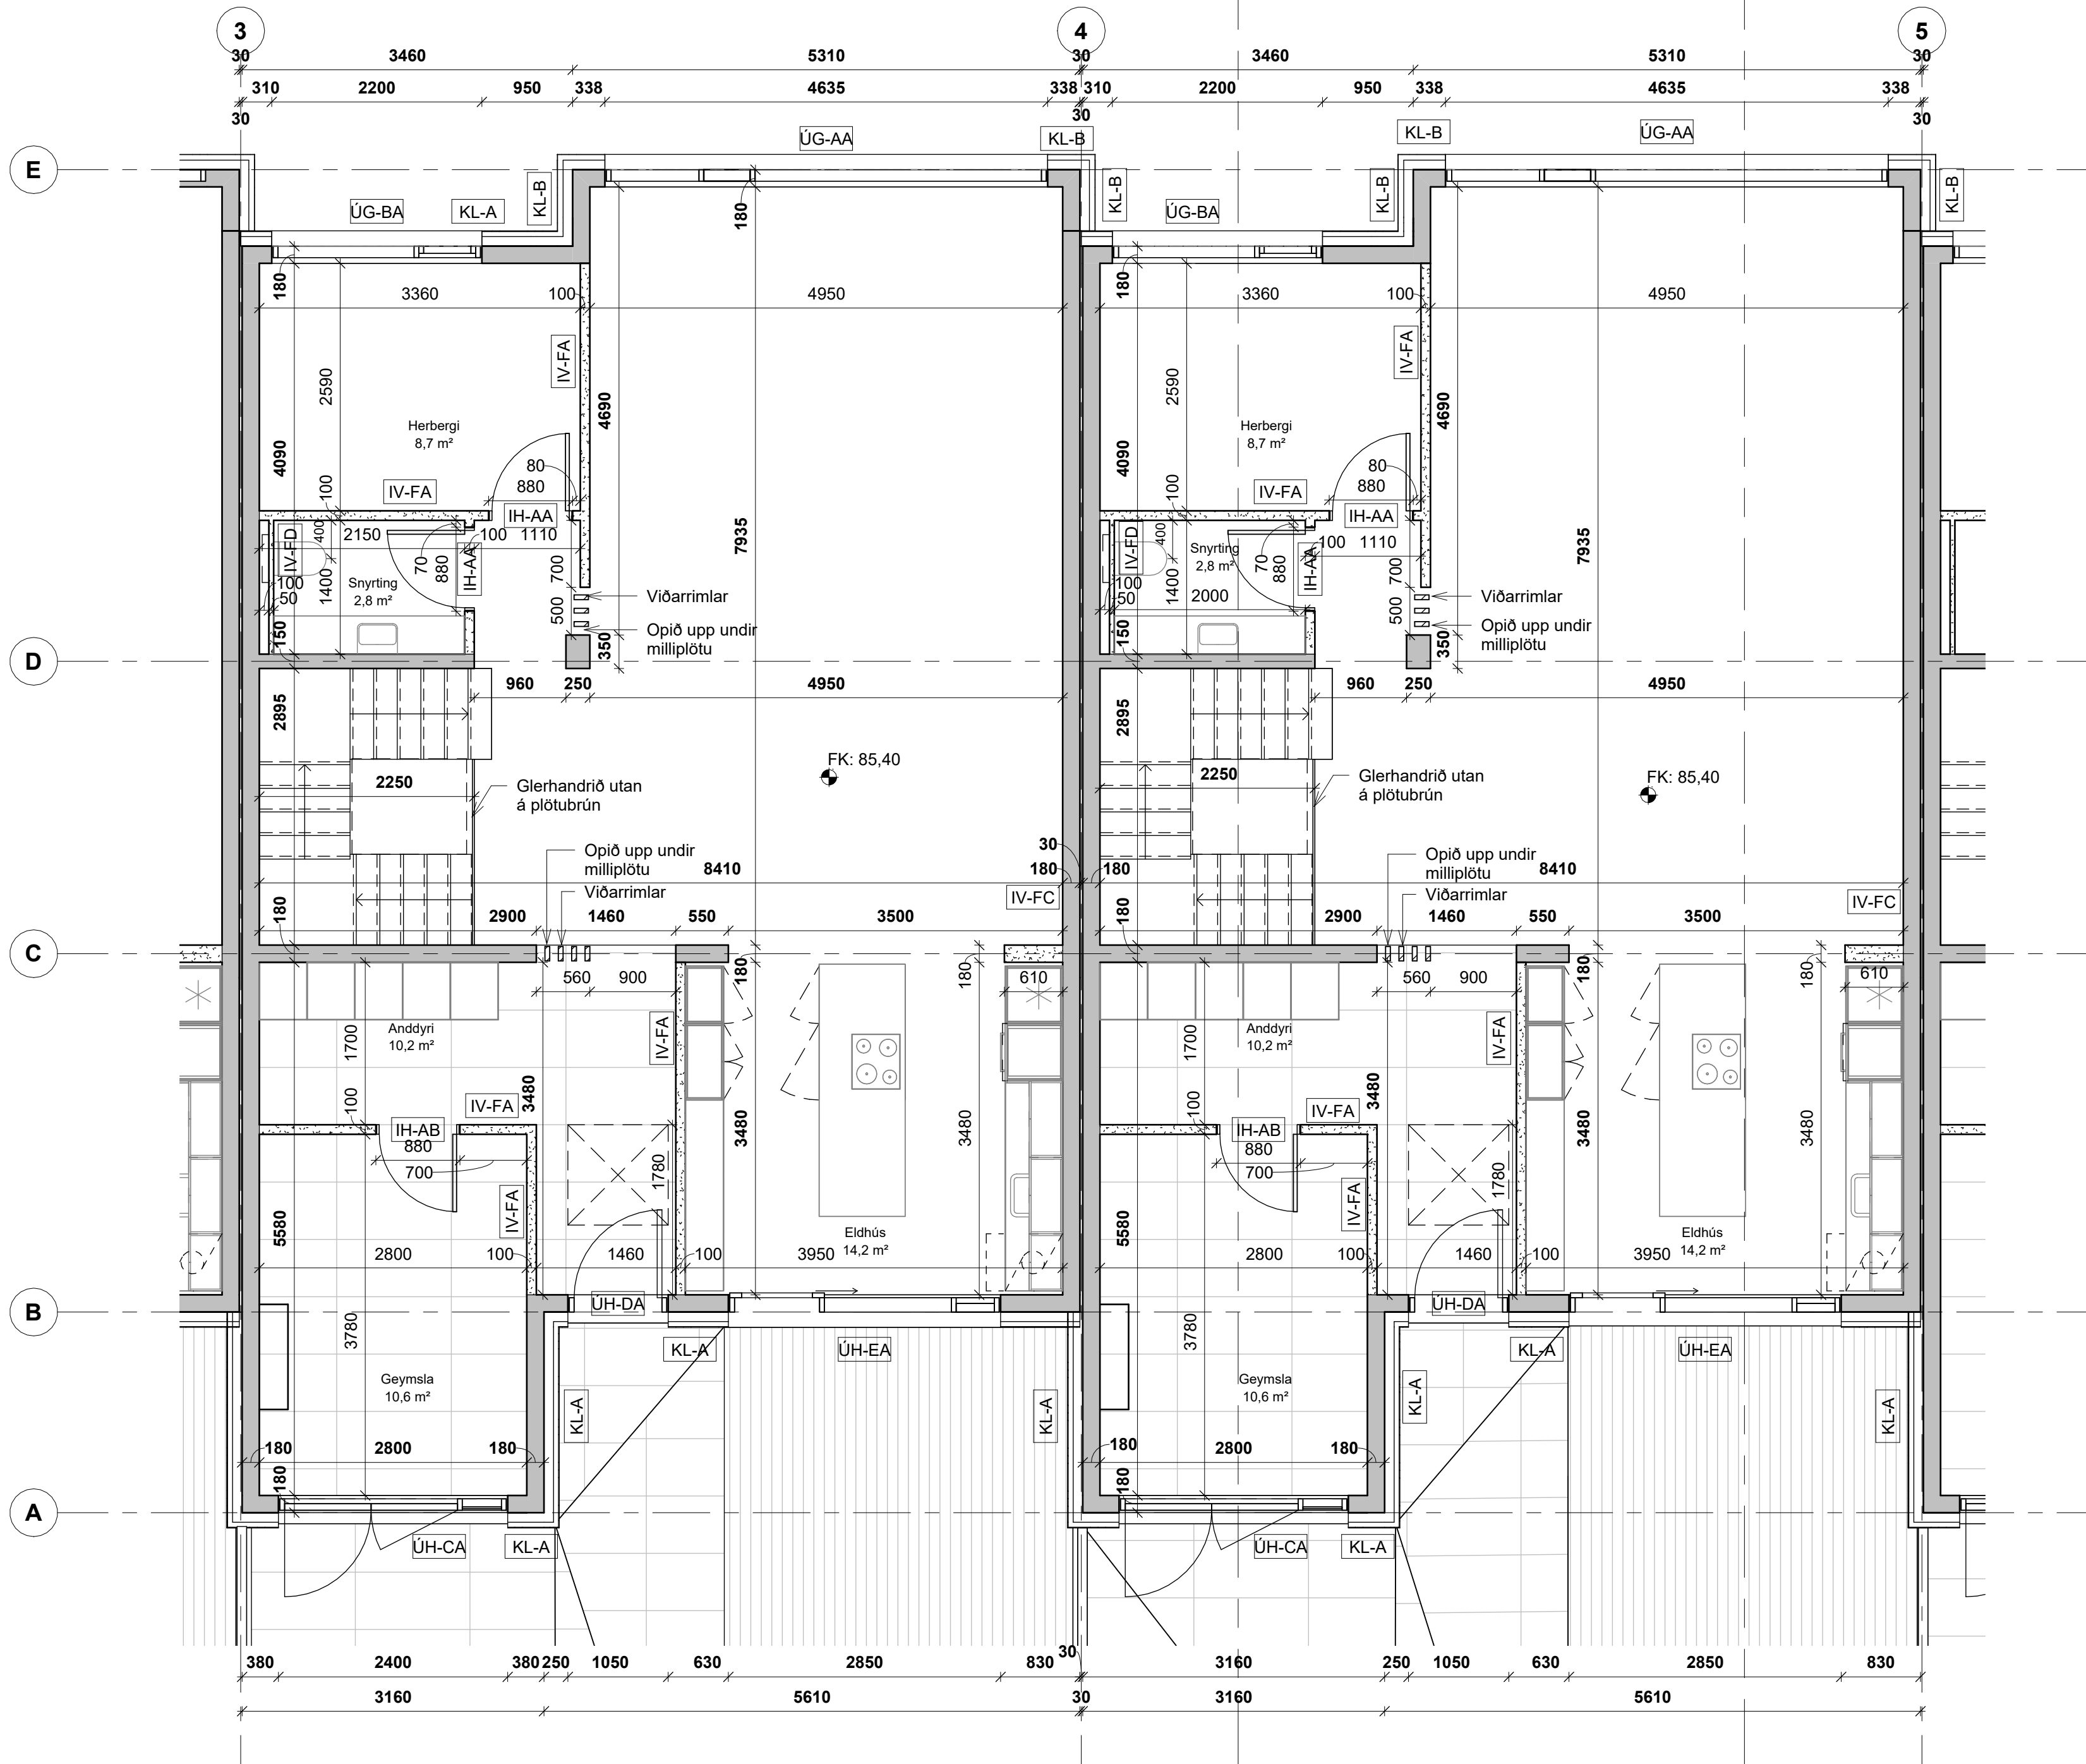 3 4 5
30 3460 5310 30 3460 5310 30
310 2200 950 338 4635 338 310 2200 950 338 4635 338
30 30 30
ÚG-AA KL-B KL-B ÚG-AA
E
KL-B KL-B KL-B KL-B
ÚG-BA KL-A 180 ÚG-BA
180 180
3360 100 4950 3360 100 4950
IV-FA IV-FA
2590 2590
4690 4690
Herbergi Herbergi
8,7 m² 8,7 m²
4090 4090
80 80
100 IV-FA 880 100 IV-FA 880
IH-AA IH-AA
IV-FD 400 2150 100 1110 7935 IV-FD 400 100 1110 7935
70 880 IH-AA 70 880 IH-AA
Snyrting Snyrting
2,8 m² 2,8 m²
100 1400 700 100 1400 700
50 500 50 2000 500
Viðarrimlar Viðarrimlar
Opið upp undir Opið upp undir
milliplötu milliplötu
150 350 150 350
D
960 250 4950 960 250 4950
2895 2895
FK: 85,40 FK: 85,40
2250 2250
Glerhandrið utan Glerhandrið utan
á plötubrún á plötubrún
30
Opið upp undir Opið upp undir
milliplötu milliplötu
8410 180 180 8410
Viðarrimlar Viðarrimlar
IV-FC IV-FC
180 2900 1460 550 3500 180 2900 1460 550 3500
C
560 900 180 180 610 560 900 180 180 610
Anddyri Anddyri
10,2 m² 10,2 m²
1700 IV-FA 1700 IV-FA
100 IV-FA 3480 100 IV-FA 3480
IH-AB 3480 3480 IH-AB 3480 3480
880 880
700 1780 700 1780
IV-FA IV-FA
5580 5580
Eldhús Eldhús
14,2 m² 14,2 m²
2800 100 1460 100 3950 2800 100 1460 100 3950
B
ÚH-DA ÚH-DA
3780 3780
KL-A ÚH-EA KL-A ÚH-EA
Geymsla Geymsla
10,6 m² 10,6 m²
KL-A KL-A KL-A KL-A
180 2800 180 180 2800 180
180 180
A
ÚH-CA KL-A ÚH-CA KL-A
30
380 2400 380 250 1050 630 2850 830 3160 250 1050 630 2850 830
3160 5610 30 3160 5610